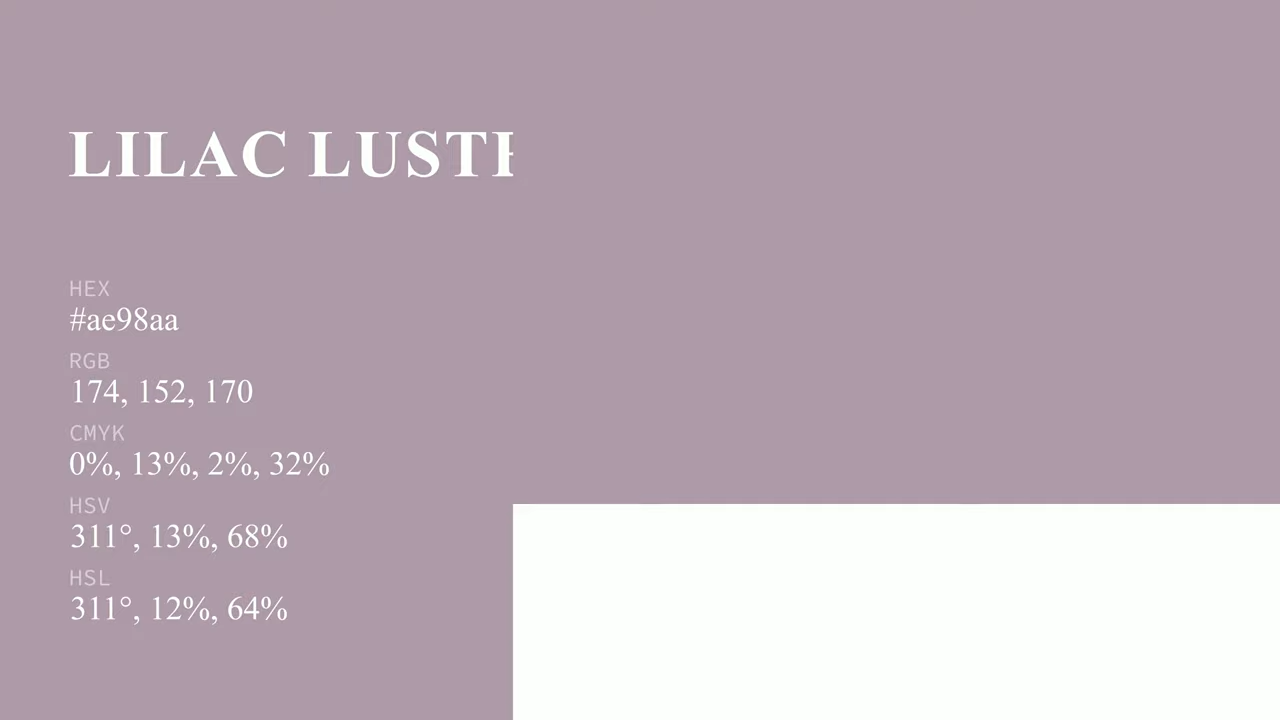 LILAC
HEX
#ae98aa
RGB
174, 152, 170
CMYK
0%, 13%, 2%, 32%
HSV
311°, 13%, 68%
HSL
311°, 12%, 64%